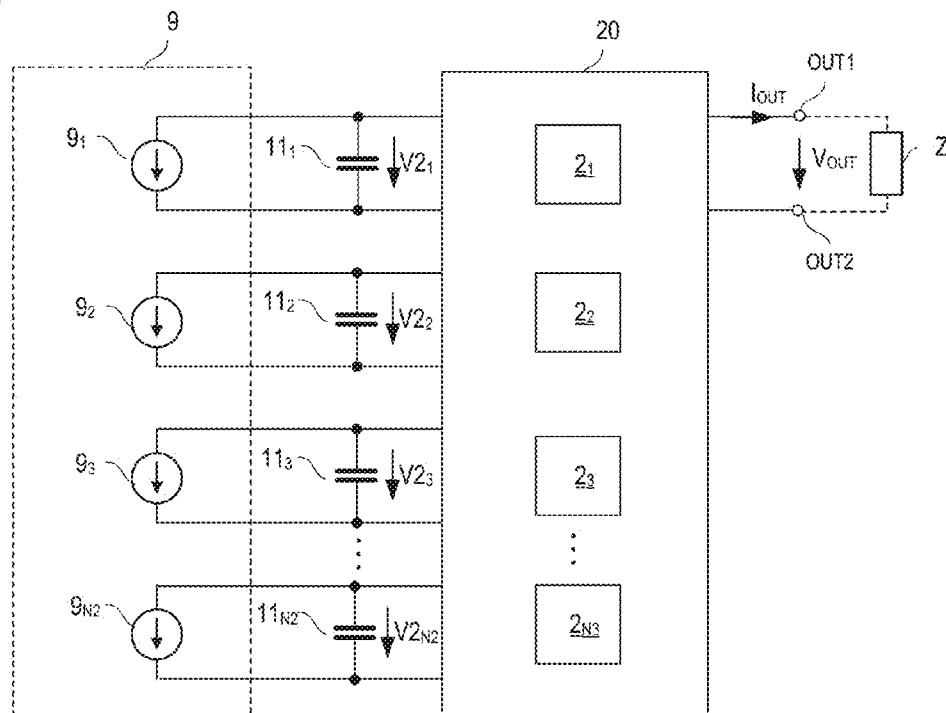 9
20
OUT1
I_OUT
9₁
11₁
V2₁
2₁
V_OUT
Z
OUT2
9₂
11₂
V2₂
2₂
9₃
11₃
V2₃
2₃
9_N2
11_N2
V2_N2
2_N3